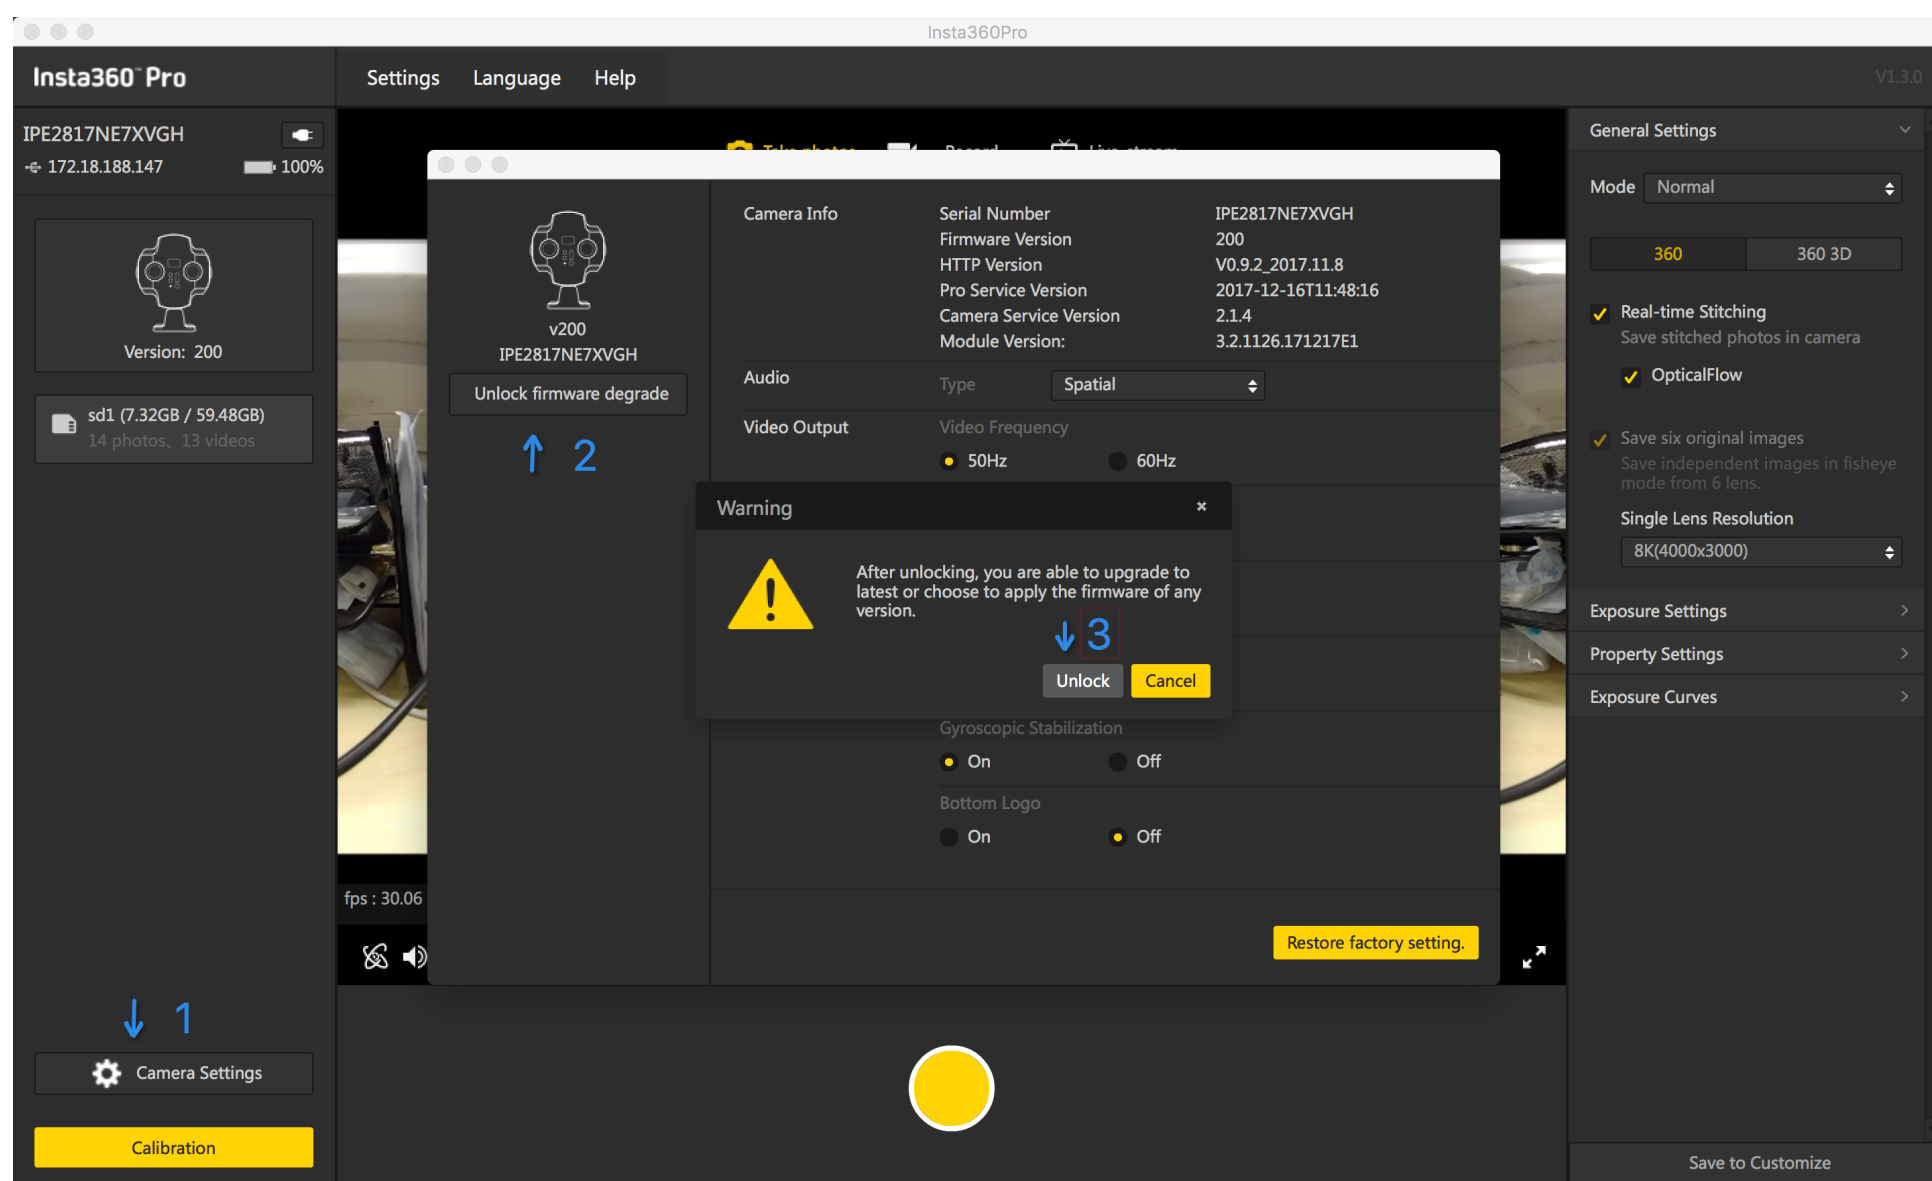 Insta360Pro
Insta360™ Pro
Settings Language Help
V1.3.0
IPE2817NE7XVGH
172.18.188.147 100%
Version: 200
sd1 (7.32GB / 59.48GB)
14 photos、13 videos
1
Camera Settings
Calibration
Take photos Record Live stream
fps : 30.06
v200
IPE2817NE7XVGH
Unlock firmware degrade
2
Camera Info
Serial Number IPE2817NE7XVGH
Firmware Version 200
HTTP Version V0.9.2_2017.11.8
Pro Service Version 2017-12-16T11:48:16
Camera Service Version 2.1.4
Module Version: 3.2.1126.171217E1
Audio Type Spatial
Video Output Video Frequency
50Hz 60Hz
Warning
After unlocking, you are able to upgrade to
latest or choose to apply the firmware of any
version.
3
Unlock Cancel
Gyroscopic Stabilization
On Off
Bottom Logo
On Off
Restore factory setting.
General Settings
Mode Normal
360 360 3D
Real-time Stitching
Save stitched photos in camera
OpticalFlow
Save six original images
Save independent images in fisheye
mode from 6 lens.
Single Lens Resolution
8K(4000x3000)
Exposure Settings
Property Settings
Exposure Curves
Save to Customize